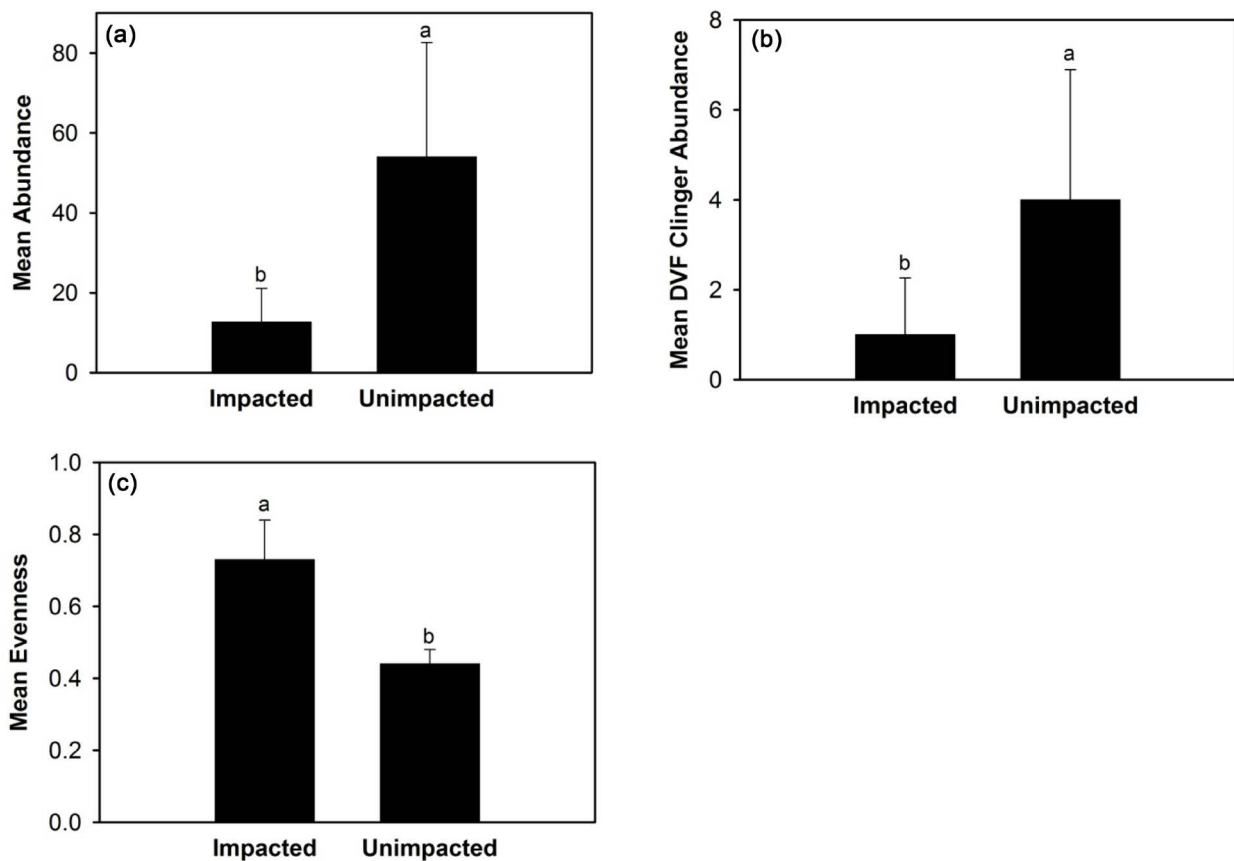 (a)
Mean Abundance
80
60
40
20
0
b
a
Impacted Unimpacted
(b)
Mean DVF Clinger Abundance
8
6
4
2
0
b
a
Impacted Unimpacted
(c)
Mean Evenness
1.0
0.8
0.6
0.4
0.2
0.0
a
b
Impacted Unimpacted